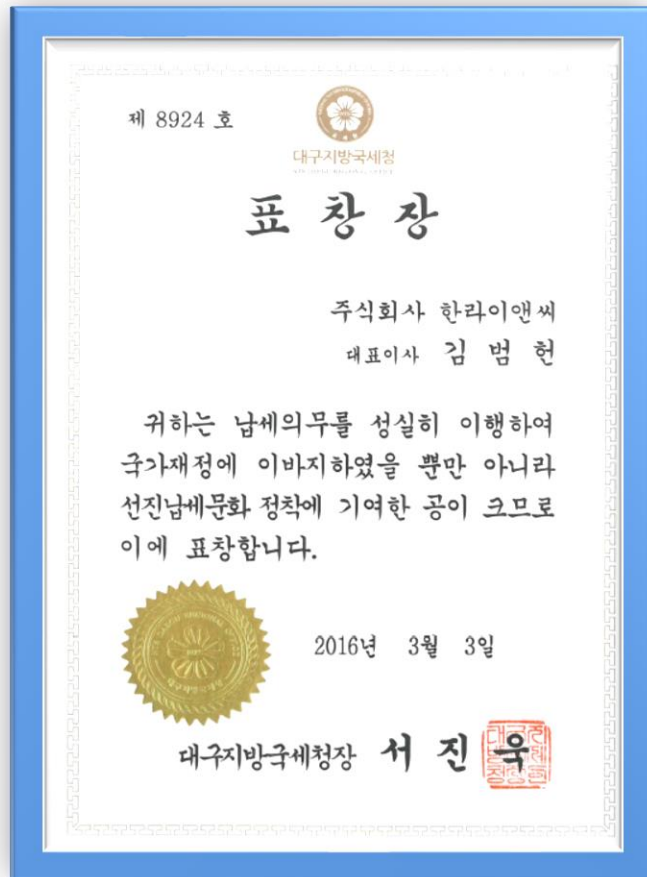 제 8924 호
대구지방국세청
표 창 장
주식회사 한라이앤씨
대표이사 김 범 헌
귀하는 납세의무를 성실히 이행하여
국가재정에 이바지하였을 뿐만 아니라
선진납세문화 정착에 기여한 공이 크므로
이에 표창합니다.
2016년 3월 3일
대구지방국세청장 서 진 욱